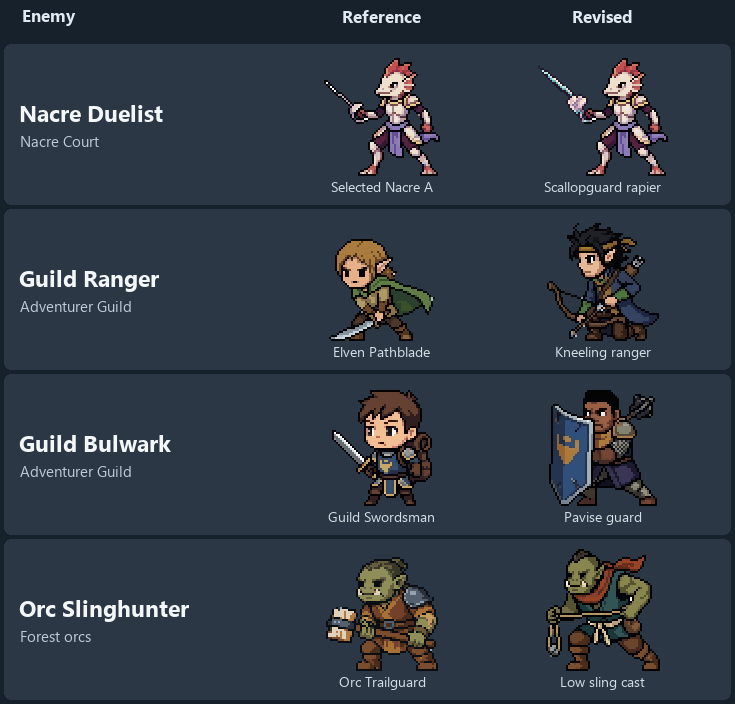 Enemy Reference Revised
Nacre Duelist
Nacre Court
Selected Nacre A Scallopguard rapier
Guild Ranger
Adventurer Guild
Elven Pathblade Kneeling ranger
Guild Bulwark
Adventurer Guild
Guild Swordsman Pavise guard
Orc Slinghunter
Forest orcs
Orc Trailguard Low sling cast